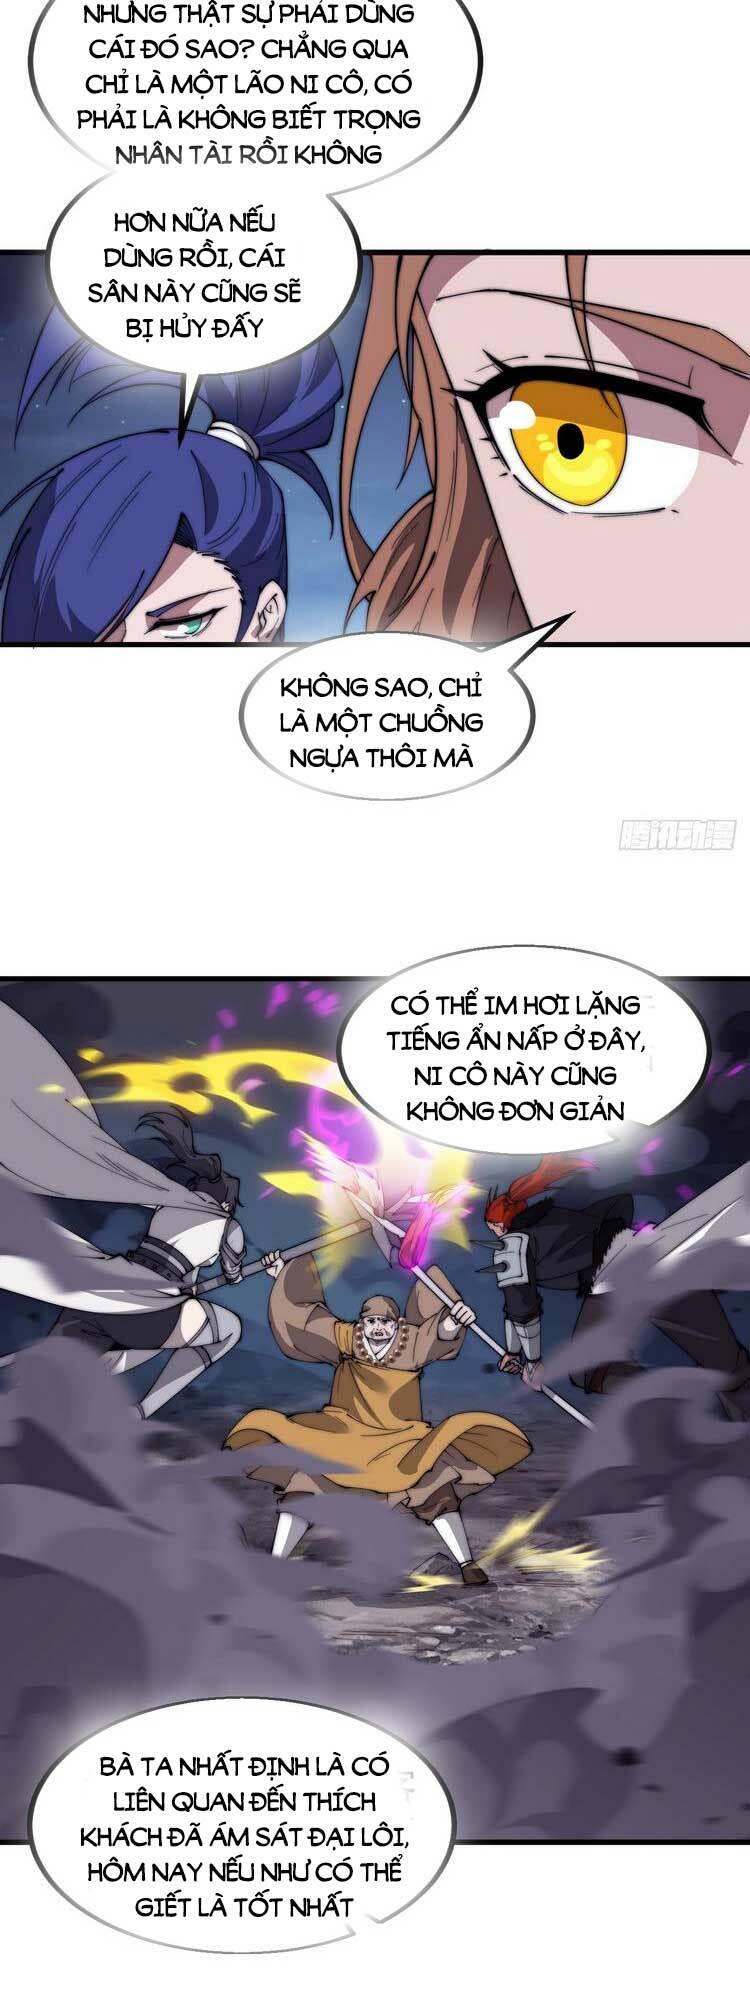 NHƯNG THẬT SỰ PHẢI DÙNG
CÁI ĐÓ SAO? CHẲNG QUA
CHỈ LÀ MỘT LÃO NI CÔ, CÓ
PHẢI LÀ KHÔNG BIẾT TRỌNG
NHÂN TÀI RỒI KHÔNG
HƠN NỮA NẾU
DÙNG RỒI, CÁI
SÂN NÀY CŨNG SẼ
BỊ HỦY ĐẤY
KHÔNG SAO, CHỈ
LÀ MỘT CHUỒNG
NGỰA THÔI MÀ
腾讯动漫
CÓ THỂ IM HƠI LẶNG
TIẾNG ẨN NẤP Ở ĐÂY,
NI CÔ NÀY CŨNG
KHÔNG ĐƠN GIẢN
BÀ TA NHẤT ĐỊNH LÀ CÓ
LIÊN QUAN ĐẾN THÍCH
KHÁCH ĐÃ ÁM SÁT ĐẠI LÔI,
HÔM NAY NẾU NHƯ CÓ THỂ
GIẾT LÀ TỐT NHẤT